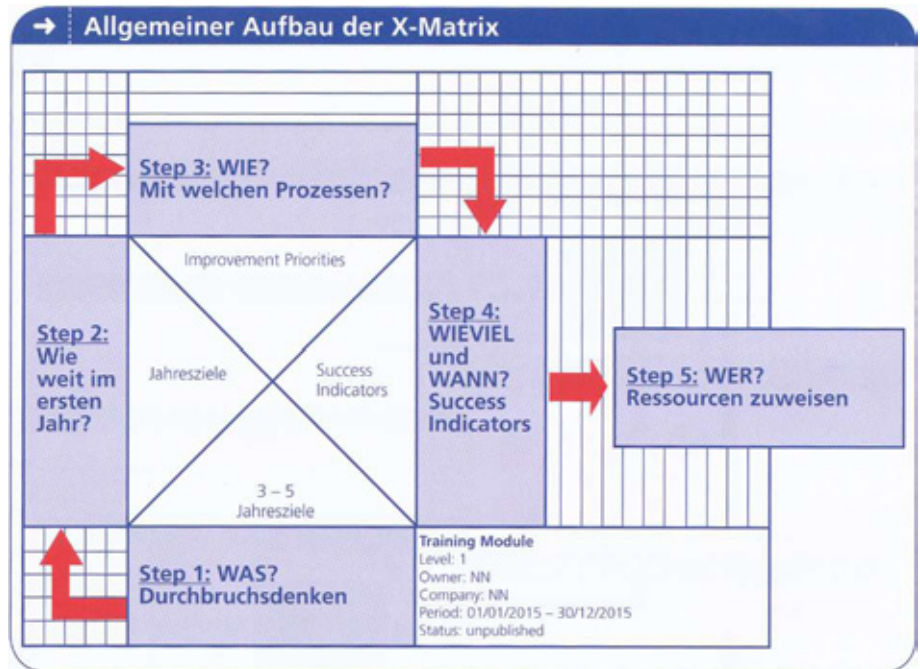 Allgemeiner Aufbau der X-Matrix
Step 3: WIE?
Mit welchen Prozessen?
Improvement Priorities
Step 2:
Wie
weit im
ersten
Jahr?
Jahresziele
Success
Indicators
Step 4:
WIEVIEL
und
WANN?
Success
Indicators
Step 5: WER?
Ressourcen zuweisen
3 – 5
Jahresziele
Step 1: WAS?
Durchbruchsdenken
Training Module
Level: 1
Owner: NN
Company: NN
Period: 01/01/2015 – 30/12/2015
Status: unpublished